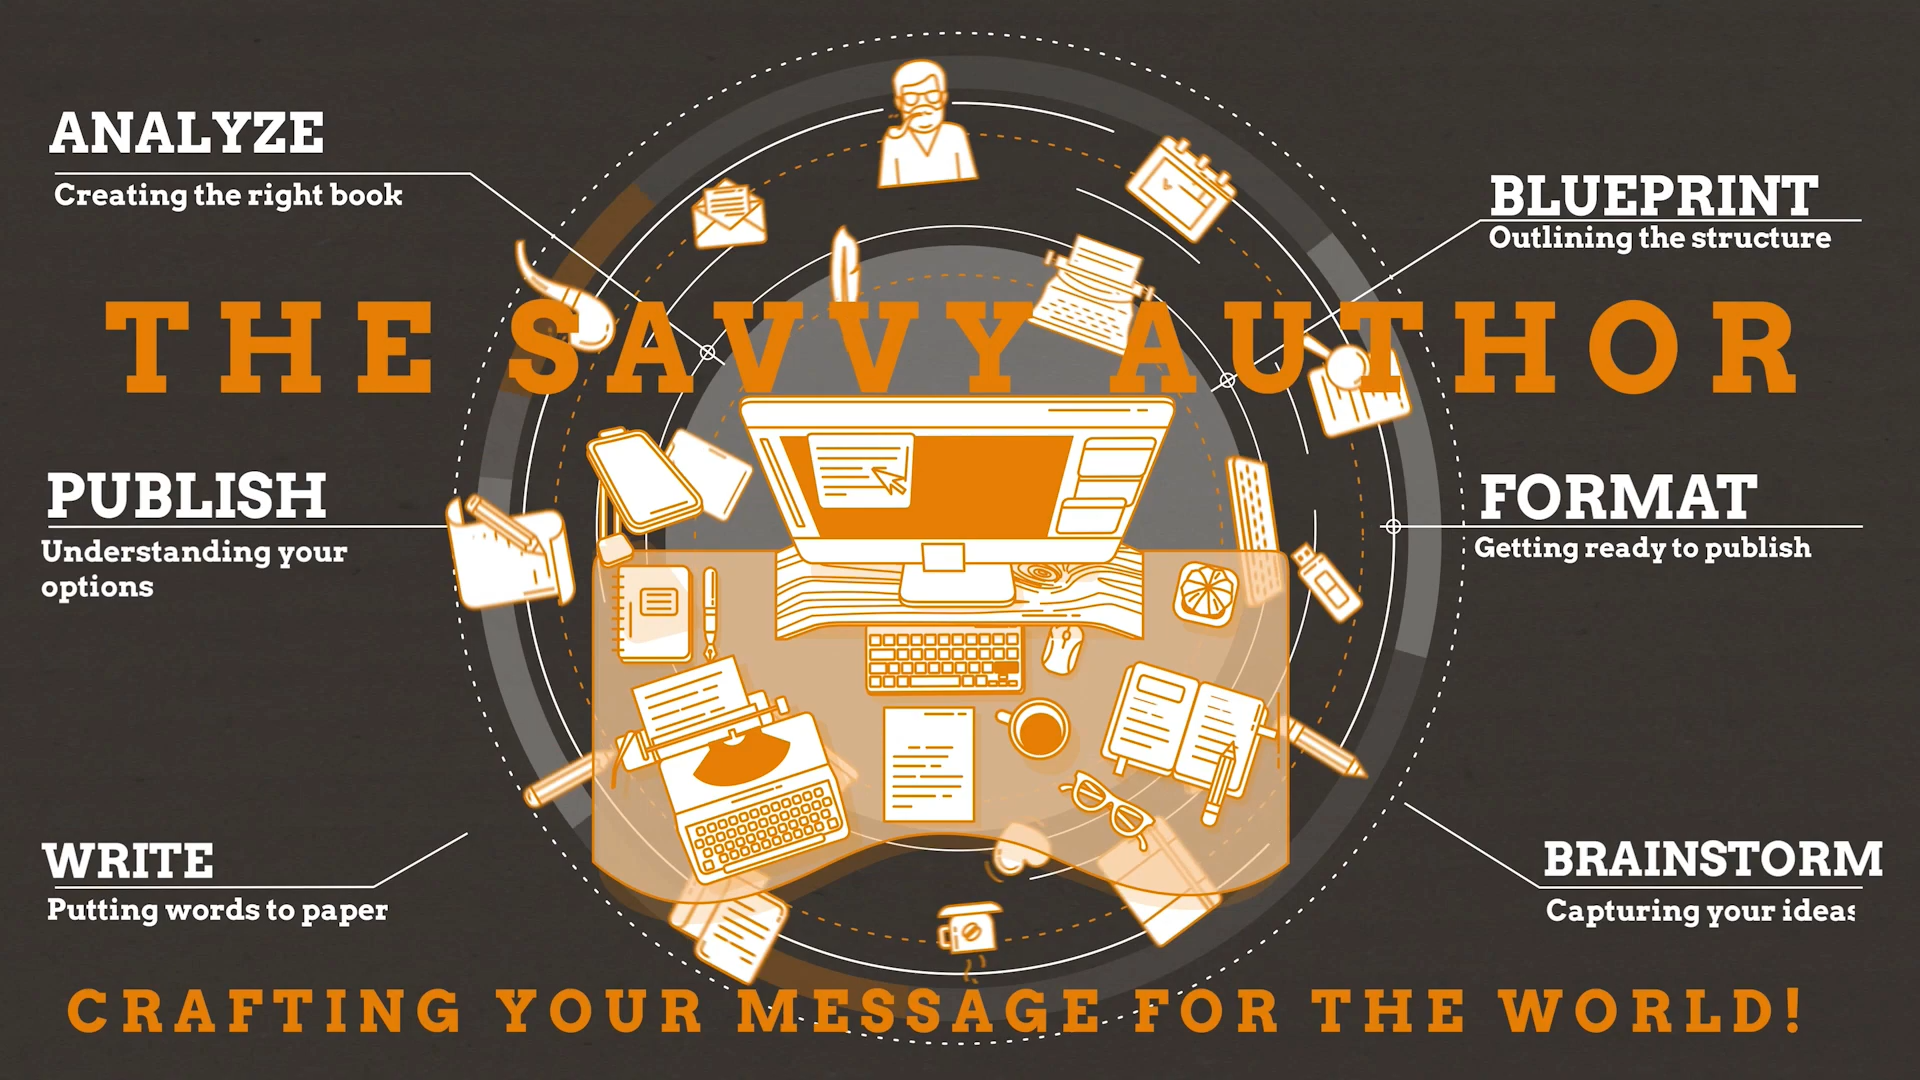 ANALYZE
Creating the right book
BLUEPRINT
Outlining the structure
THE SAVVY AUTHOR
PUBLISH
Understanding your
options
FORMAT
Getting ready to publish
WRITE
Putting words to paper
BRAINSTORM
Capturing your ideas
CRAFTING YOUR MESSAGE FOR THE WORLD!